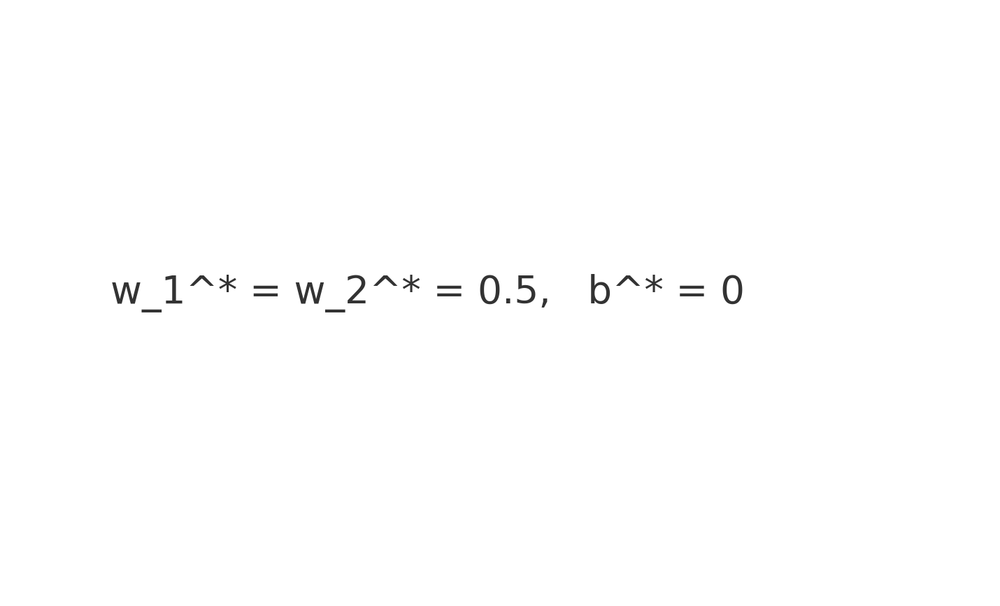 w_1^* = w_2^* = 0.5,   b^* = 0